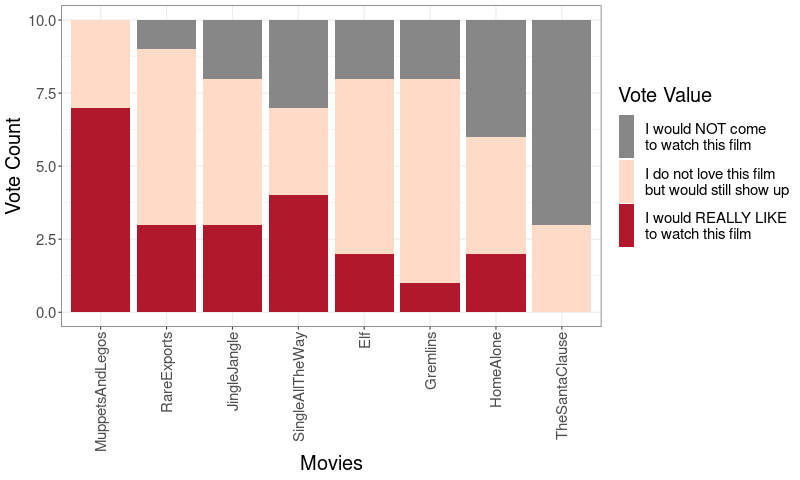 10.0
7.5
5.0
2.5
0.0
Vote Count
MuppetsAndLegos
RareExports
JingleJangle
SingleAllTheWay
Elf
Gremlins
HomeAlone
TheSantaClause
Movies
Vote Value
I would NOT come
to watch this film
I do not love this film
but would still show up
I would REALLY LIKE
to watch this film